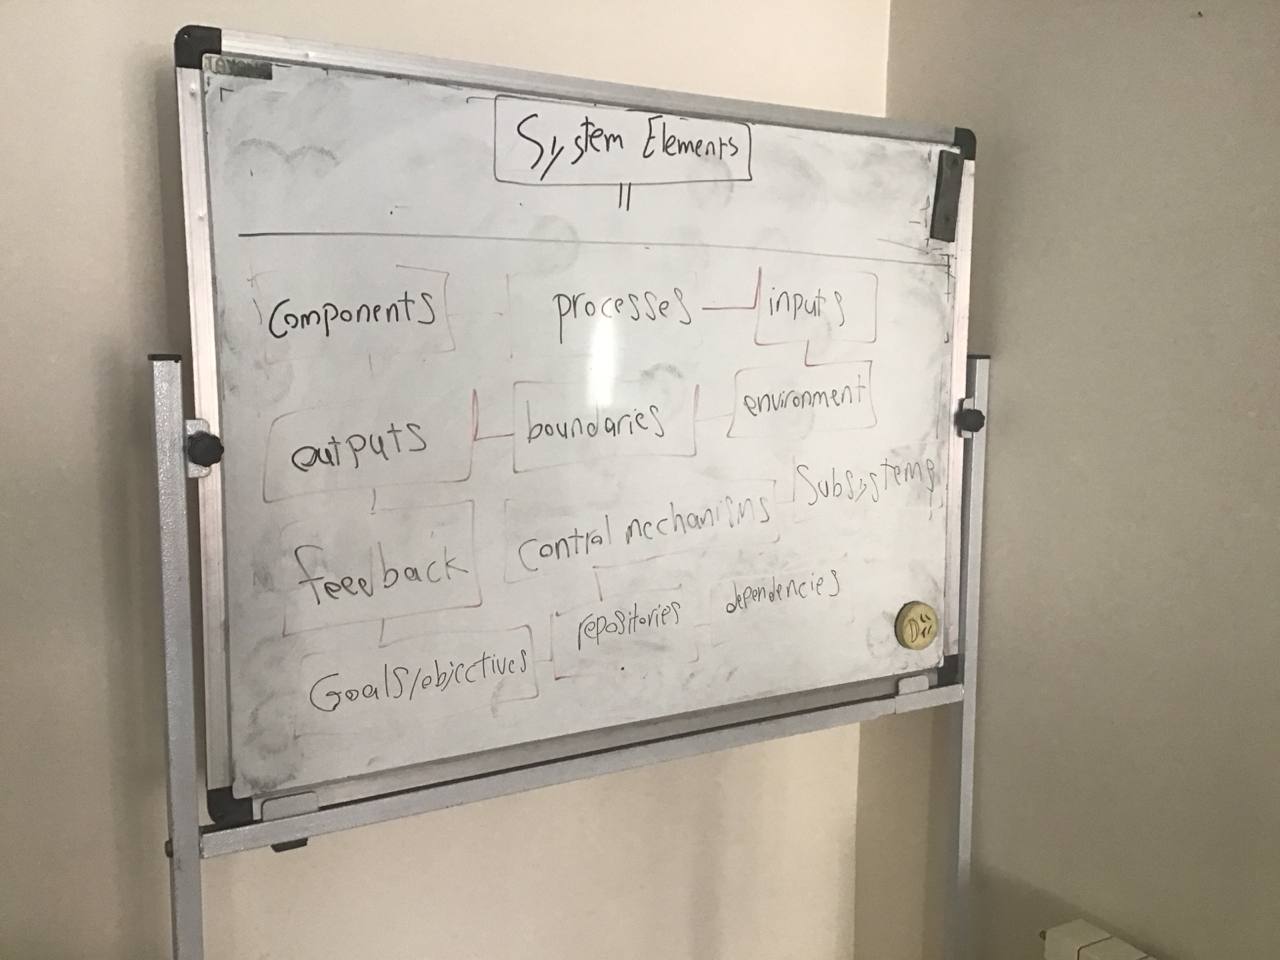 System Elements
components
processes
inputs
outputs
boundaries
environment
feedback
control mechanisms
Subsystems
Goals/objectives
repositories
dependencies